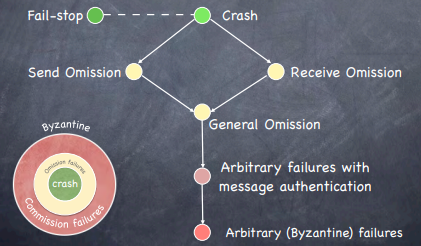 Fail-stop
Crash
Send Omission
Receive Omission
General Omission
Byzantine
Omission failures
crash
Commission failures
Arbitrary failures with
message authentication
Arbitrary (Byzantine) failures